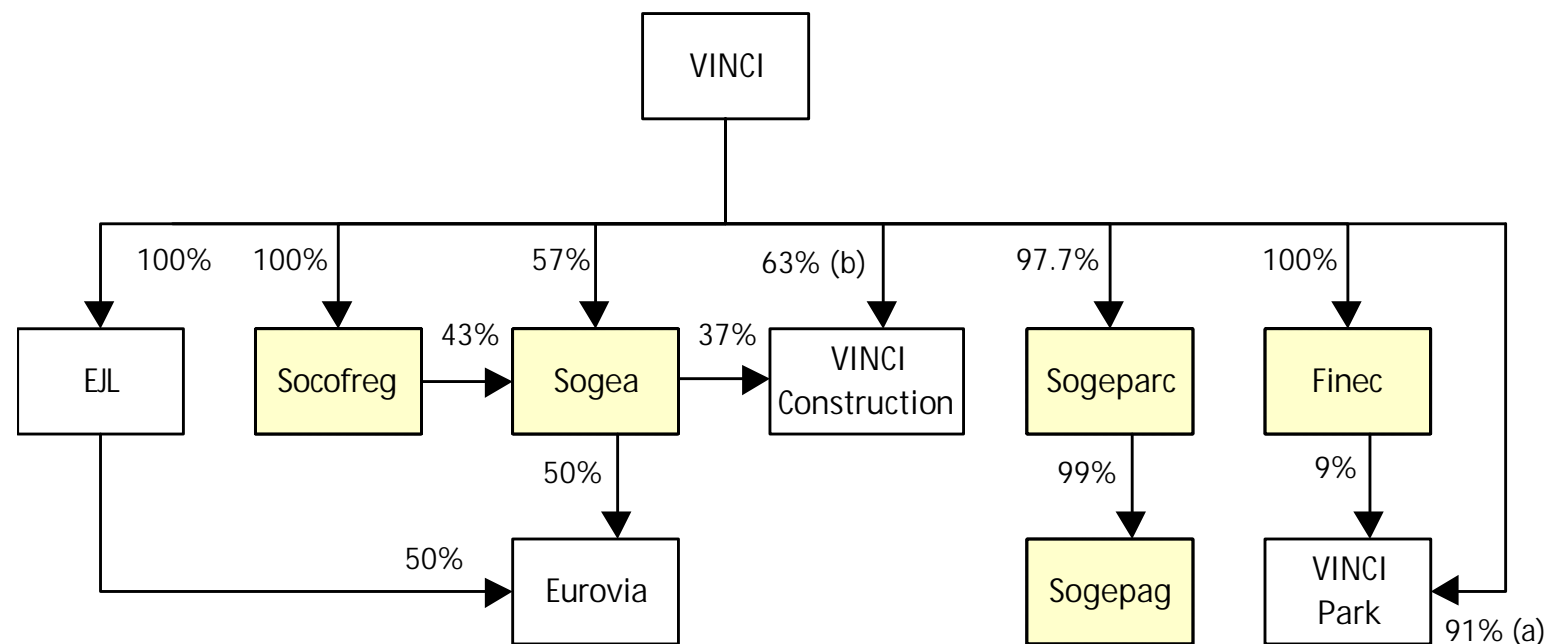 VINCI
100%
100%
57%
63% (b)
97.7%
100%
EJL
Socofreg
43%
Sogea
37%
VINCI
Construction
Sogeparc
Finec
50%
99%
9%
50%
Eurovia
Sogepag
VINCI
Park
91% (a)